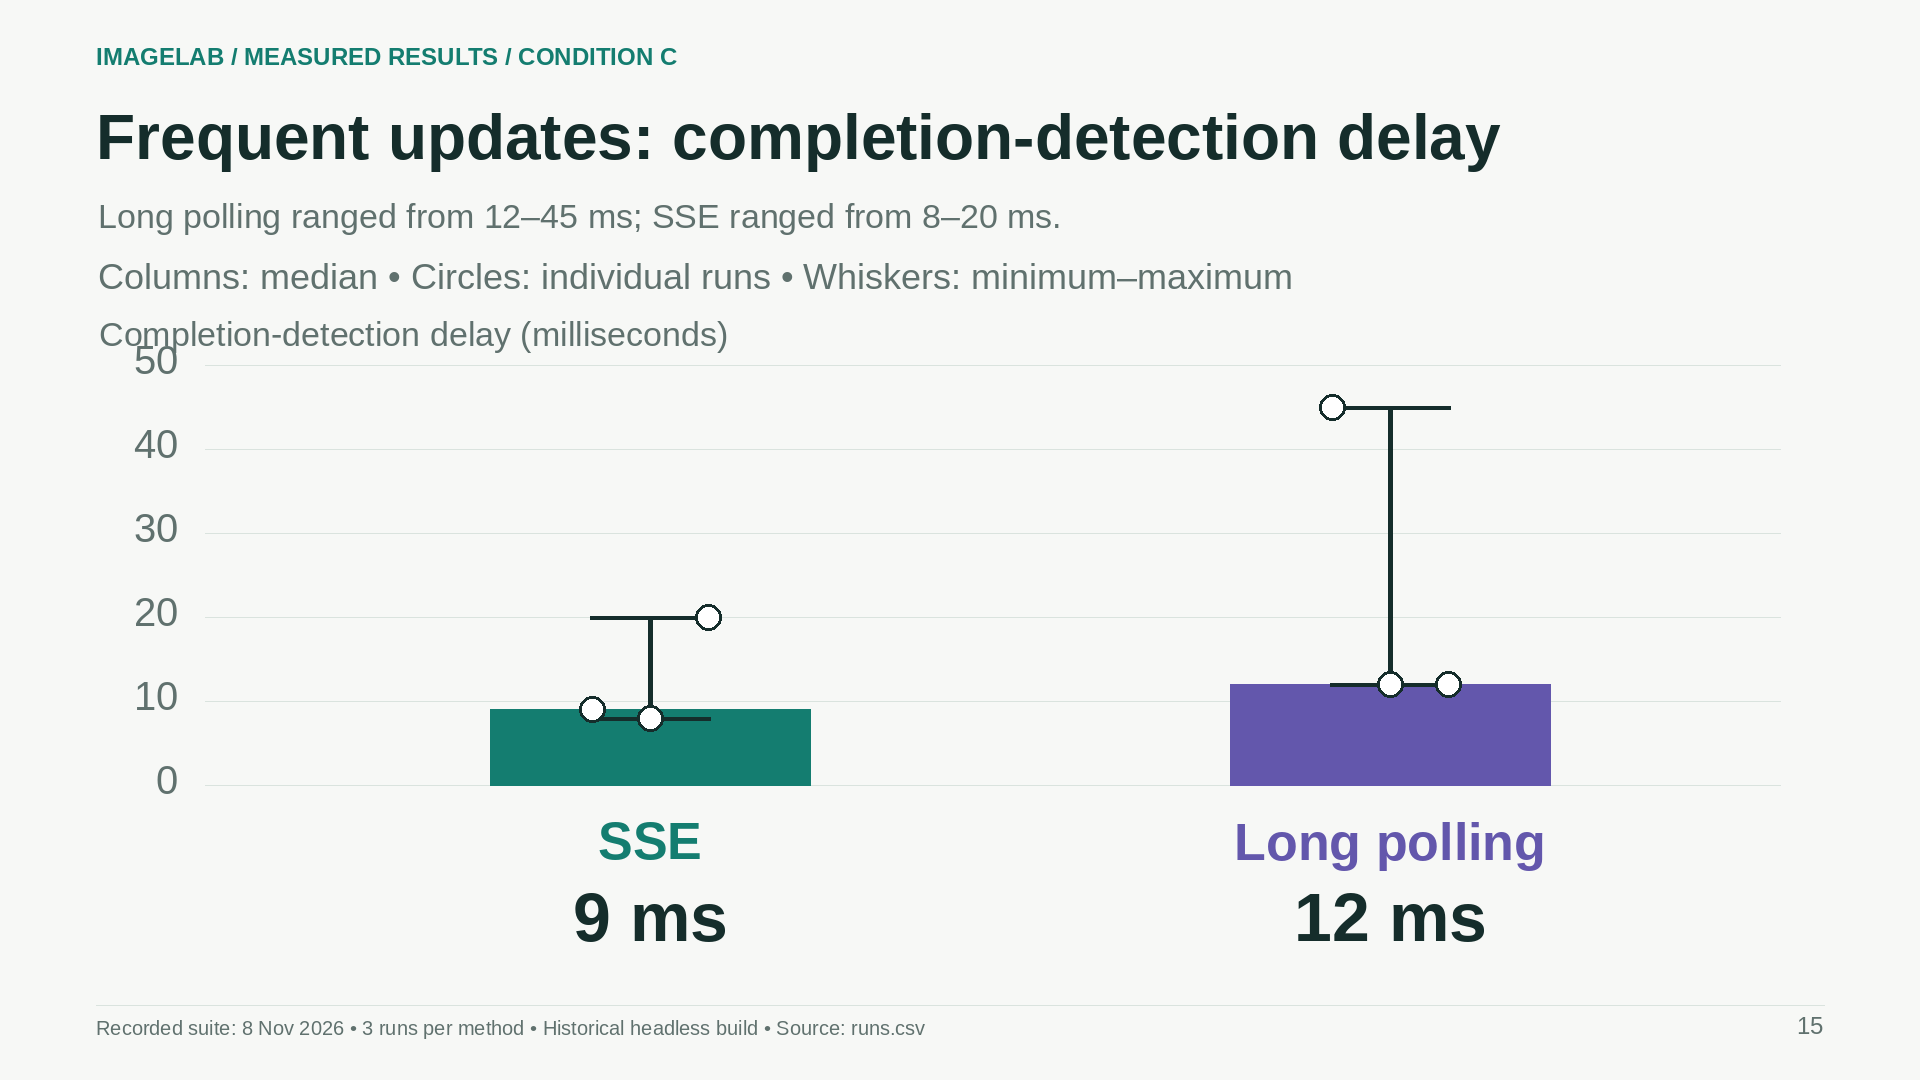 IMAGELAB / MEASURED RESULTS / CONDITION C
Frequent updates: completion-detection delay
Long polling ranged from 12–45 ms; SSE ranged from 8–20 ms.
Columns: median • Circles: individual runs • Whiskers: minimum–maximum
Completion-detection delay (milliseconds)
50
40
30
20
10
0
SSE
Long polling
9 ms
12 ms
Recorded suite: 8 Nov 2026 • 3 runs per method • Historical headless build • Source: runs.csv
15